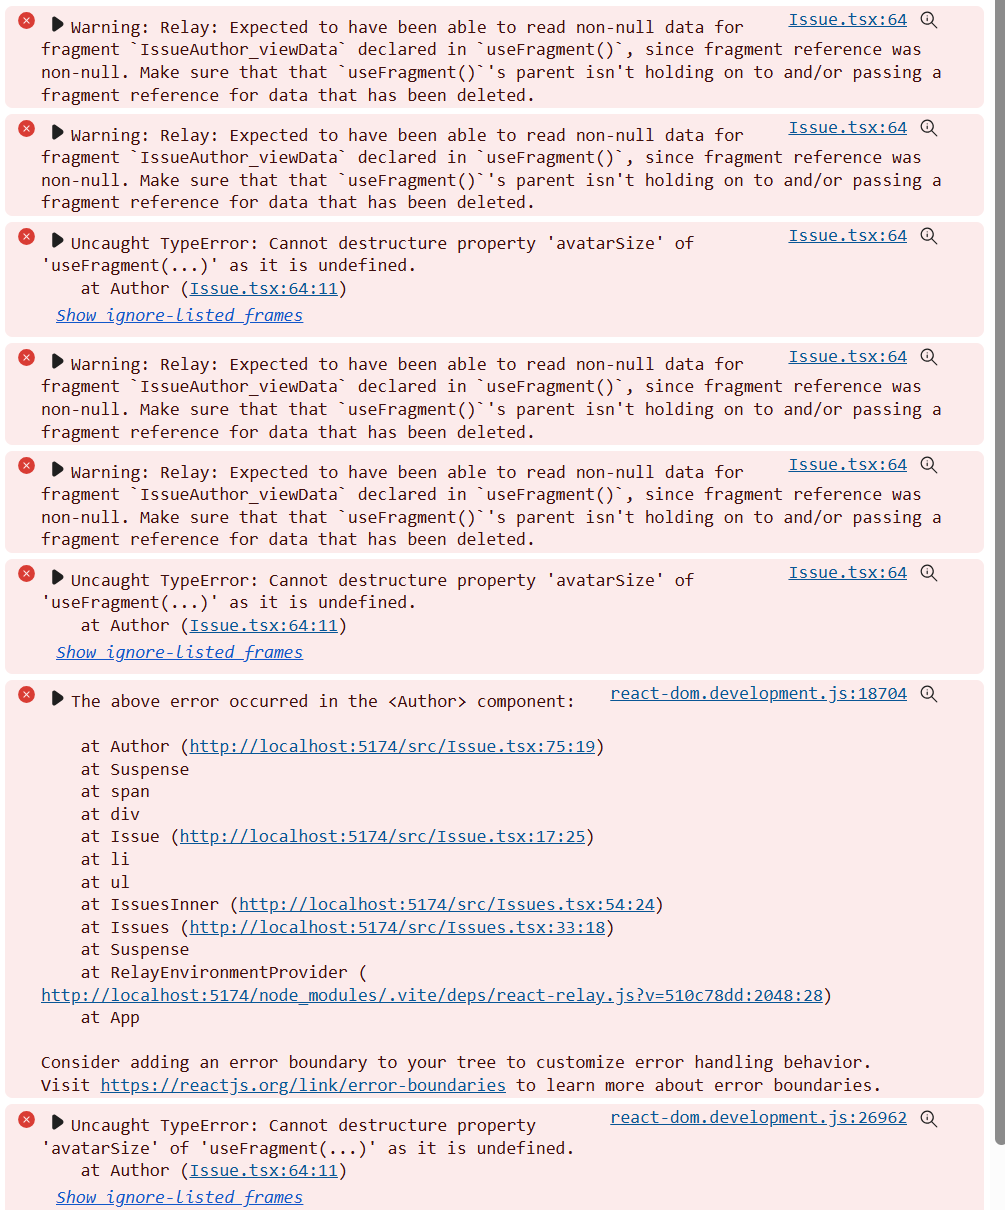 Warning: Relay: Expected to have been able to read non-null data for Issue.tsx:64
fragment `IssueAuthor_viewData` declared in `useFragment()`, since fragment reference was
non-null. Make sure that that `useFragment()`'s parent isn't holding on to and/or passing a
fragment reference for data that has been deleted.
Warning: Relay: Expected to have been able to read non-null data for Issue.tsx:64
fragment `IssueAuthor_viewData` declared in `useFragment()`, since fragment reference was
non-null. Make sure that that `useFragment()`'s parent isn't holding on to and/or passing a
fragment reference for data that has been deleted.
Uncaught TypeError: Cannot destructure property 'avatarSize' of Issue.tsx:64
'useFragment(...)' as it is undefined.
at Author (Issue.tsx:64:11)
Show ignore-listed frames
Warning: Relay: Expected to have been able to read non-null data for Issue.tsx:64
fragment `IssueAuthor_viewData` declared in `useFragment()`, since fragment reference was
non-null. Make sure that that `useFragment()`'s parent isn't holding on to and/or passing a
fragment reference for data that has been deleted.
Warning: Relay: Expected to have been able to read non-null data for Issue.tsx:64
fragment `IssueAuthor_viewData` declared in `useFragment()`, since fragment reference was
non-null. Make sure that that `useFragment()`'s parent isn't holding on to and/or passing a
fragment reference for data that has been deleted.
Uncaught TypeError: Cannot destructure property 'avatarSize' of Issue.tsx:64
'useFragment(...)' as it is undefined.
at Author (Issue.tsx:64:11)
Show ignore-listed frames
The above error occurred in the <Author> component: react-dom.development.js:18704
at Author (http://localhost:5174/src/Issue.tsx:75:19)
at Suspense
at span
at div
at Issue (http://localhost:5174/src/Issue.tsx:17:25)
at li
at ul
at IssuesInner (http://localhost:5174/src/Issues.tsx:54:24)
at Issues (http://localhost:5174/src/Issues.tsx:33:18)
at Suspense
at RelayEnvironmentProvider (
http://localhost:5174/node_modules/.vite/deps/react-relay.js?v=510c78dd:2048:28)
at App
Consider adding an error boundary to your tree to customize error handling behavior.
Visit https://reactjs.org/link/error-boundaries to learn more about error boundaries.
Uncaught TypeError: Cannot destructure property react-dom.development.js:26962
'avatarSize' of 'useFragment(...)' as it is undefined.
at Author (Issue.tsx:64:11)
Show ignore-listed frames